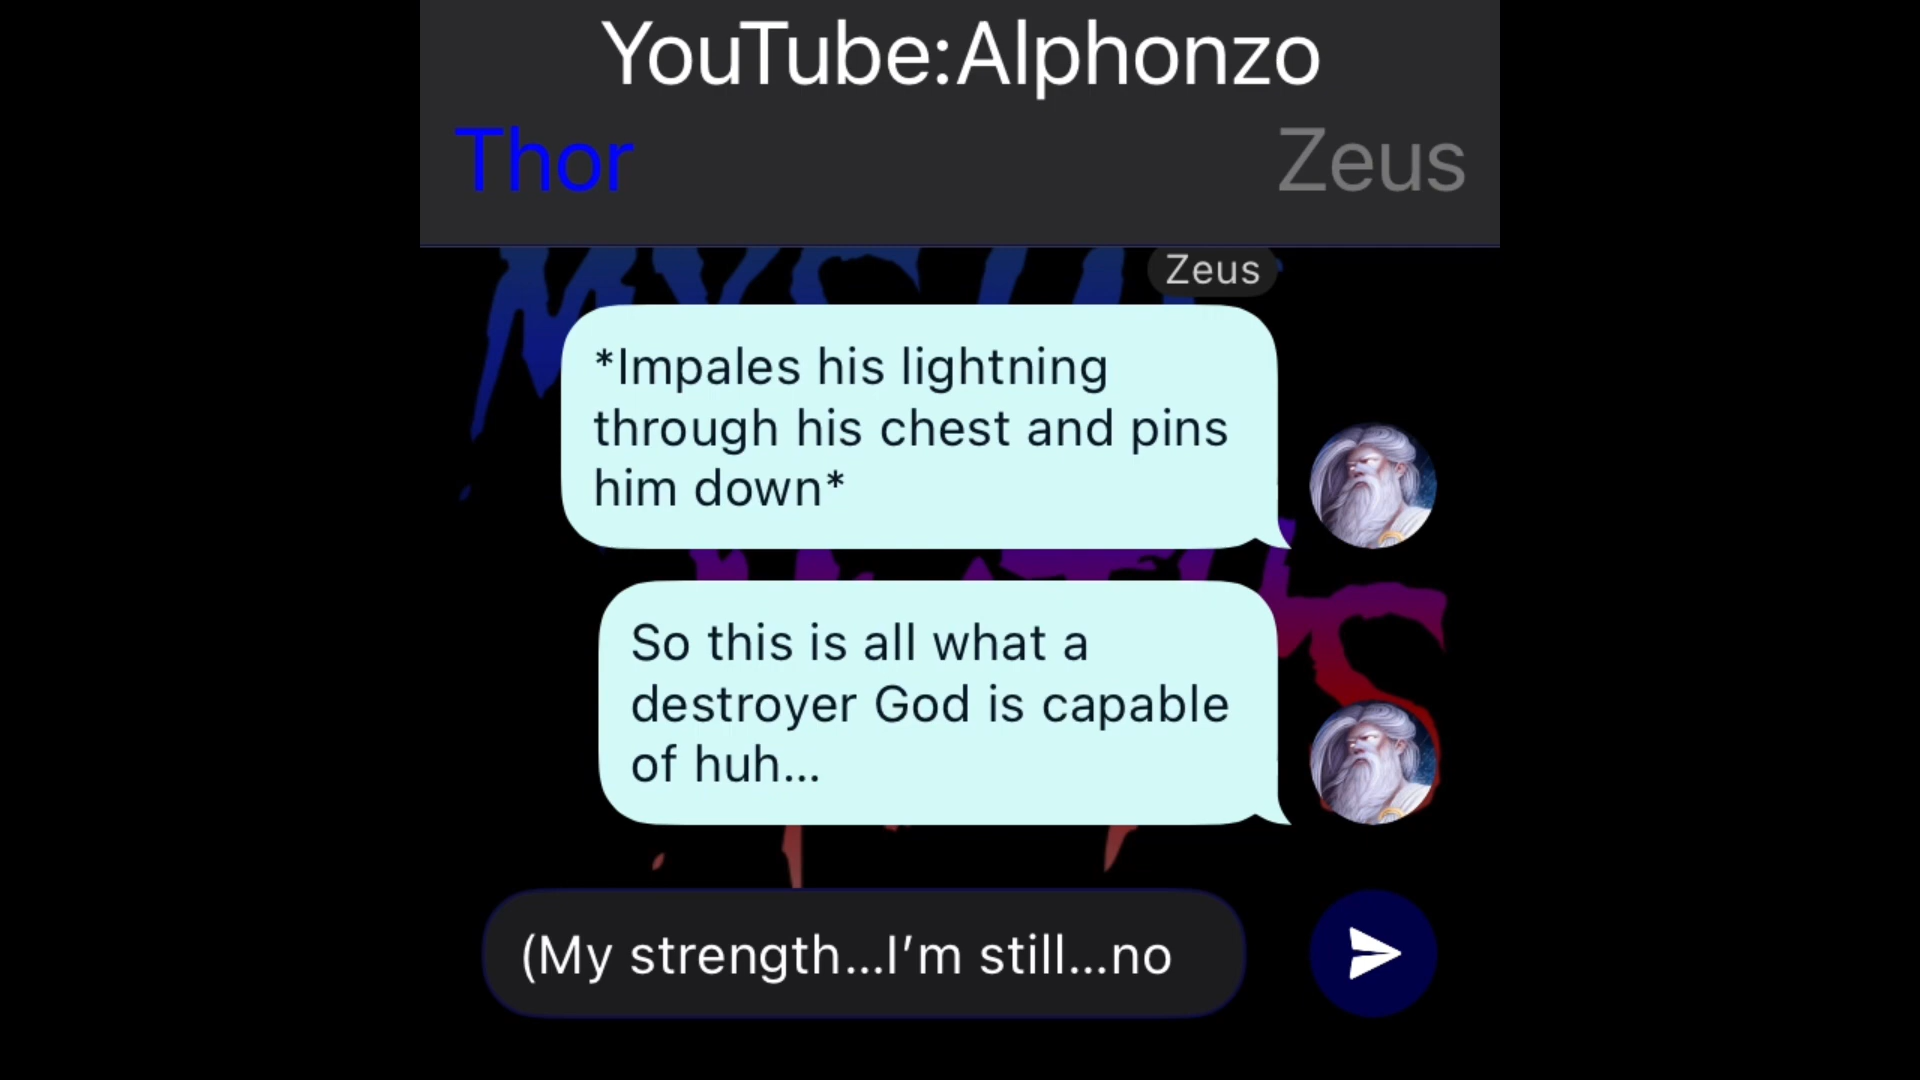 YouTube:Alphonzo
Thor
Zeus
Zeus
*Impales his lightning
through his chest and pins
him down*
So this is all what a
destroyer God is capable
of huh...
(My strength...I’m still...no